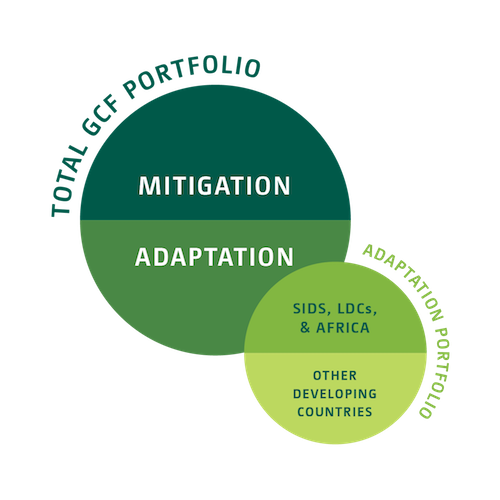 TOTAL GCF PORTFOLIO
MITIGATION
ADAPTATION
ADAPTATION PORTFOLIO
SIDS, LDCs,
& AFRICA
OTHER
DEVELOPING
COUNTRIES